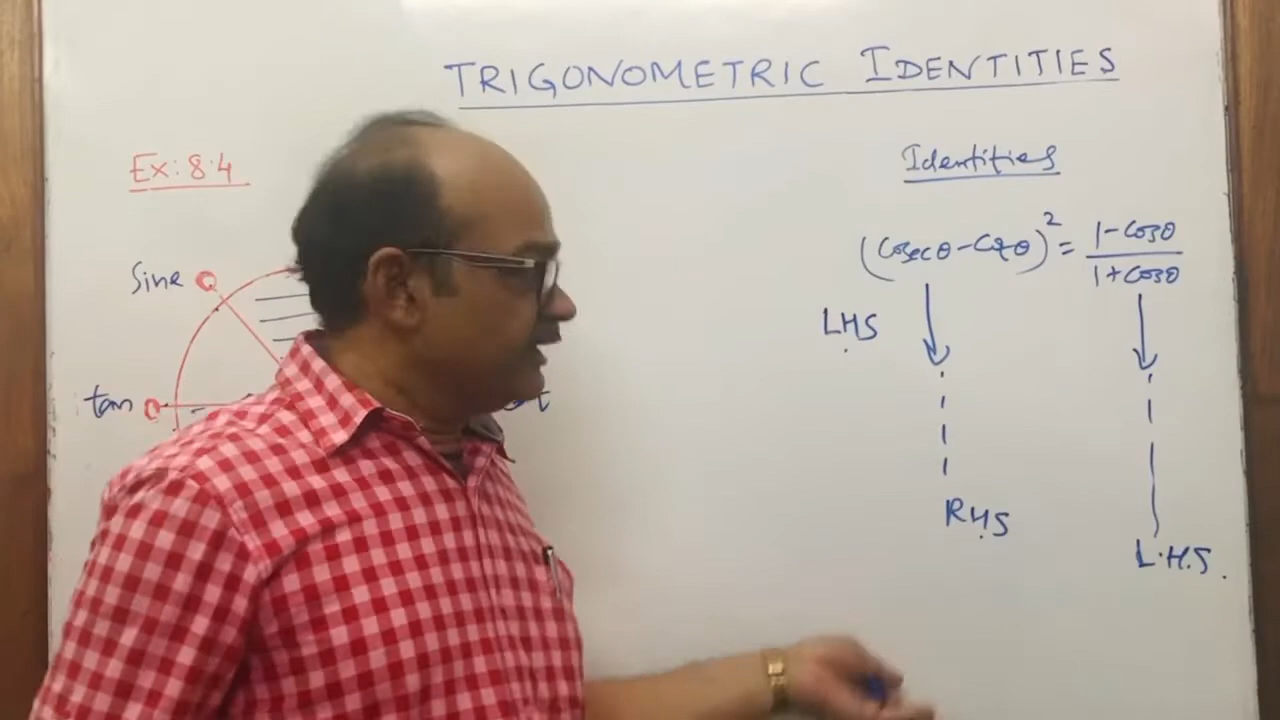 TRIGONOMETRIC IDENTITIES
Ex: 8.4
Identities
(Cosecθ-Cotθ)² = 1-Cosθ / 1+Cosθ
Sine
LHS
tan
RHS
L.H.S.